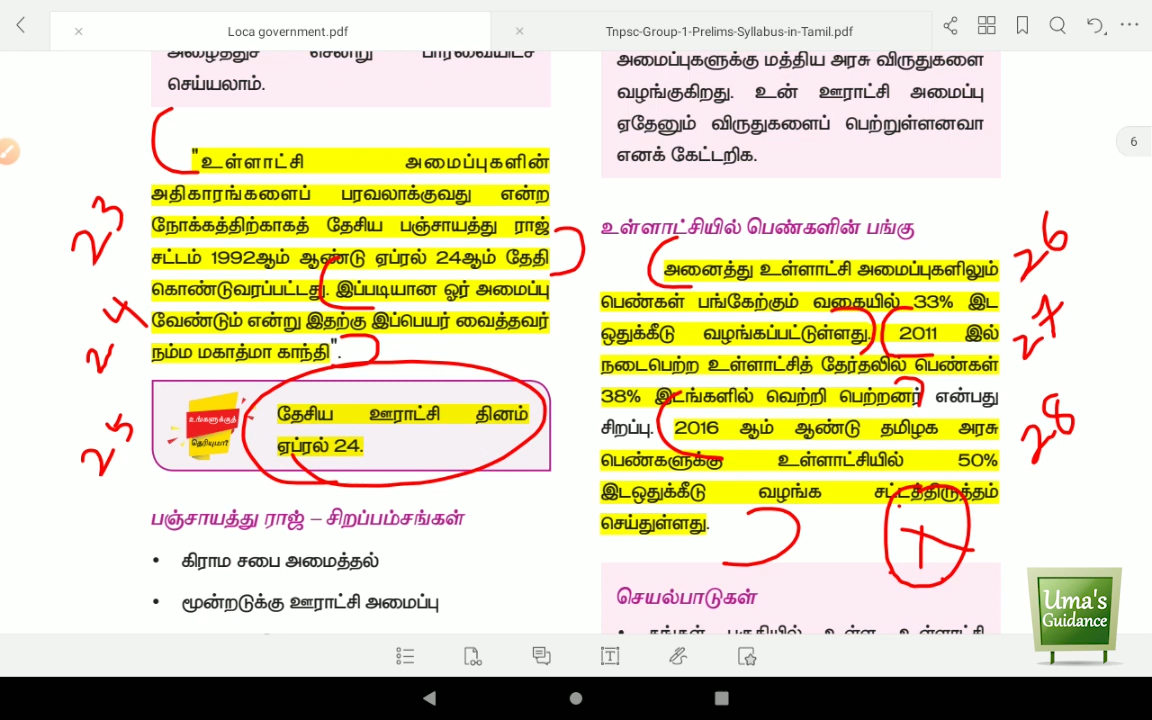 Loca government.pdf
Tnpsc-Group-1-Prelims-Syllabus-in-Tamil.pdf
அழைத்துச் சென்று பார்வையிடச்
செய்யலாம்.
"உள்ளாட்சி அமைப்புகளின்
அதிகாரங்களைப் பரவலாக்குவது என்ற
நோக்கத்திற்காகத் தேசிய பஞ்சாயத்து ராஜ்
சட்டம் 1992ஆம் ஆண்டு ஏப்ரல் 24ஆம் தேதி
கொண்டுவரப்பட்டது. இப்படியான ஓர் அமைப்பு
வேண்டும் என்று இதற்கு இப்பெயர் வைத்தவர்
நம்ம மகாத்மா காந்தி".
23
24
25
உங்களுக்குத்
தெரியுமா?
தேசிய ஊராட்சி தினம்
ஏப்ரல் 24.
பஞ்சாயத்து ராஜ் – சிறப்பம்சங்கள்
• கிராம சபை அமைத்தல்
• மூன்றடுக்கு ஊராட்சி அமைப்பு
அமைப்புகளுக்கு மத்திய அரசு விருதுகளை
வழங்குகிறது. உன் ஊராட்சி அமைப்பு
ஏதேனும் விருதுகளைப் பெற்றுள்ளனவா
எனக் கேட்டறிக.
6
உள்ளாட்சியில் பெண்களின் பங்கு
அனைத்து உள்ளாட்சி அமைப்புகளிலும்
பெண்கள் பங்கேற்கும் வகையில் 33% இட
ஒதுக்கீடு வழங்கப்பட்டுள்ளது. 2011 இல்
நடைபெற்ற உள்ளாட்சித் தேர்தலில் பெண்கள்
38% இடங்களில் வெற்றி பெற்றனர் என்பது
சிறப்பு. 2016 ஆம் ஆண்டு தமிழக அரசு
பெண்களுக்கு உள்ளாட்சியில் 50%
இடஒதுக்கீடு வழங்க சட்டத்திருத்தம்
செய்துள்ளது.
26
27
28
செயல்பாடுகள்
Uma's
Guidance